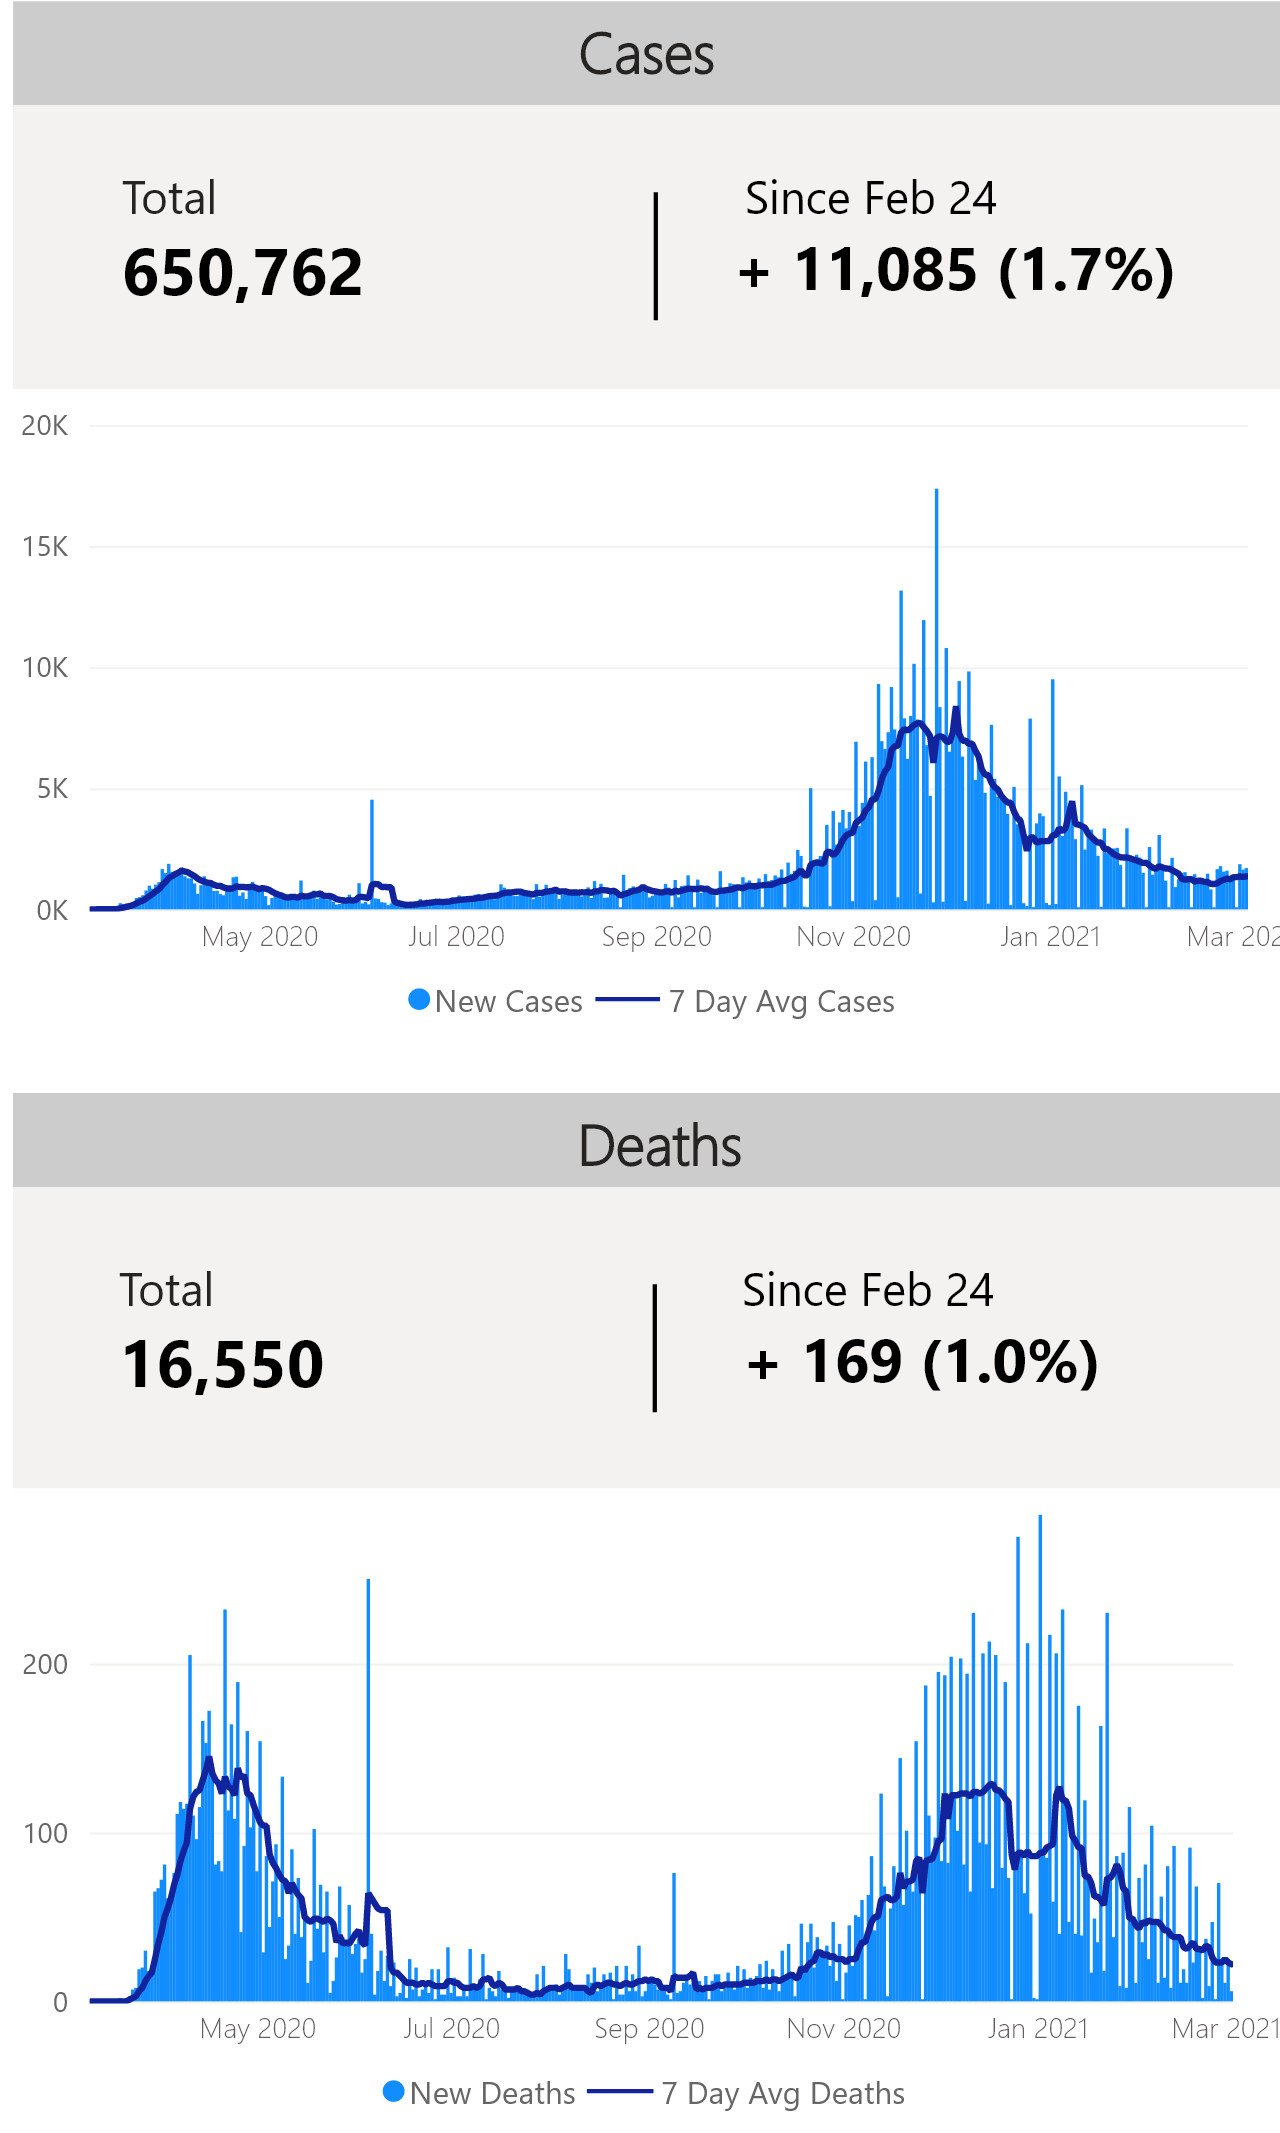 Cases
Total
Since Feb 24
650,762
+ 11,085 (1.7%)
20K
15K
10K
5K
0K
May 2020 Jul 2020 Sep 2020 Nov 2020 Jan 2021 Mar 202
New Cases 7 Day Avg Cases
Deaths
Total
Since Feb 24
16,550
+ 169 (1.0%)
200
100
0
May 2020 Jul 2020 Sep 2020 Nov 2020 Jan 2021 Mar 2021
New Deaths 7 Day Avg Deaths